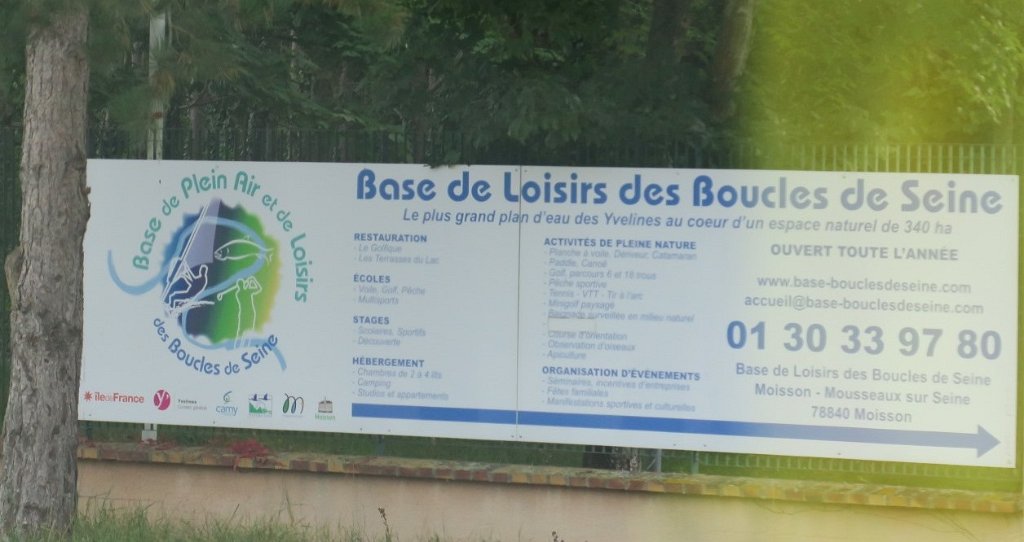 Base de Plein Air et de Loisirs
des Boucles de Seine
île de France
Yvelines
Conseil général
camy
Moisson
Base de Loisirs des Boucles de Seine
Le plus grand plan d'eau des Yvelines au coeur d'un espace naturel de 340 ha
RESTAURATION
- Le Golfique
- Les Terrasses du Lac
ÉCOLES
- Voile, Golf, Pêche
- Multisports
STAGES
- Scolaires, Sportifs
- Découverte
HÉBERGEMENT
- Chambres de 2 à 4 lits
- Camping
- Studios et appartements
ACTIVITÉS DE PLEINE NATURE
- Planche à voile, Dériveur, Catamaran
- Paddle, Canoë
- Golf, parcours 6 et 18 trous
- Pêche sportive
- Tennis - VTT - Tir à l'arc
- Minigolf paysagé
- Baignade surveillée en milieu naturel
- Course d'orientation
- Observation d'oiseaux
- Apiculture
ORGANISATION D'ÉVÉNEMENTS
- Séminaires, incentives d'entreprises
- Fêtes familiales
- Manifestations sportives et culturelles
OUVERT TOUTE L'ANNÉE
www.base-bouclesdeseine.com
accueil@base-bouclesdeseine.com
01 30 33 97 80
Base de Loisirs des Boucles de Seine
Moisson - Mousseaux sur Seine
78840 Moisson